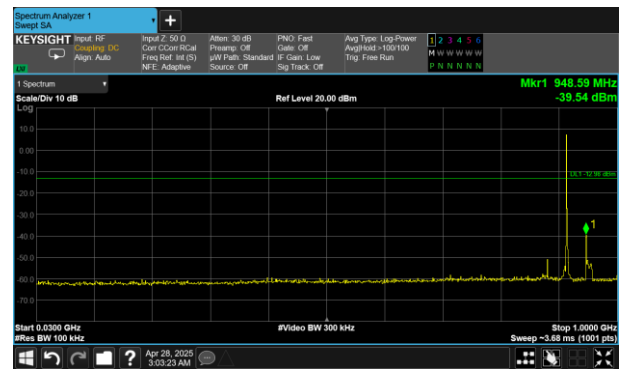 Spectrum Analyzer 1
Swept SA
+
KEYSIGHT Input: RF Input Z: 50 Ω Atten: 30 dB PNO: Fast Avg Type: Log-Power 1 2 3 4 5 6
Coupling: DC Corr CCorr RCal Preamp: Off Gate: Off Avg|Hold:>100/100 M W W W W W
Align: Auto Freq Ref: Int (S) µW Path: Standard IF Gain: Low Trig: Free Run
NFE: Adaptive Source: Off Sig Track: Off P N N N N N
1 Spectrum Mkr1 948.59 MHz
Scale/Div 10 dB Ref Level 20.00 dBm -39.54 dBm
Log
10.0
0.00
DL1 -12.98 dBm
-10.0
-20.0
-30.0
1
-40.0
-50.0
-60.0
-70.0
Start 0.0300 GHz #Video BW 300 kHz Stop 1.0000 GHz
#Res BW 100 kHz Sweep ~3.68 ms (1001 pts)
? Apr 28, 2025
3:03:23 AM